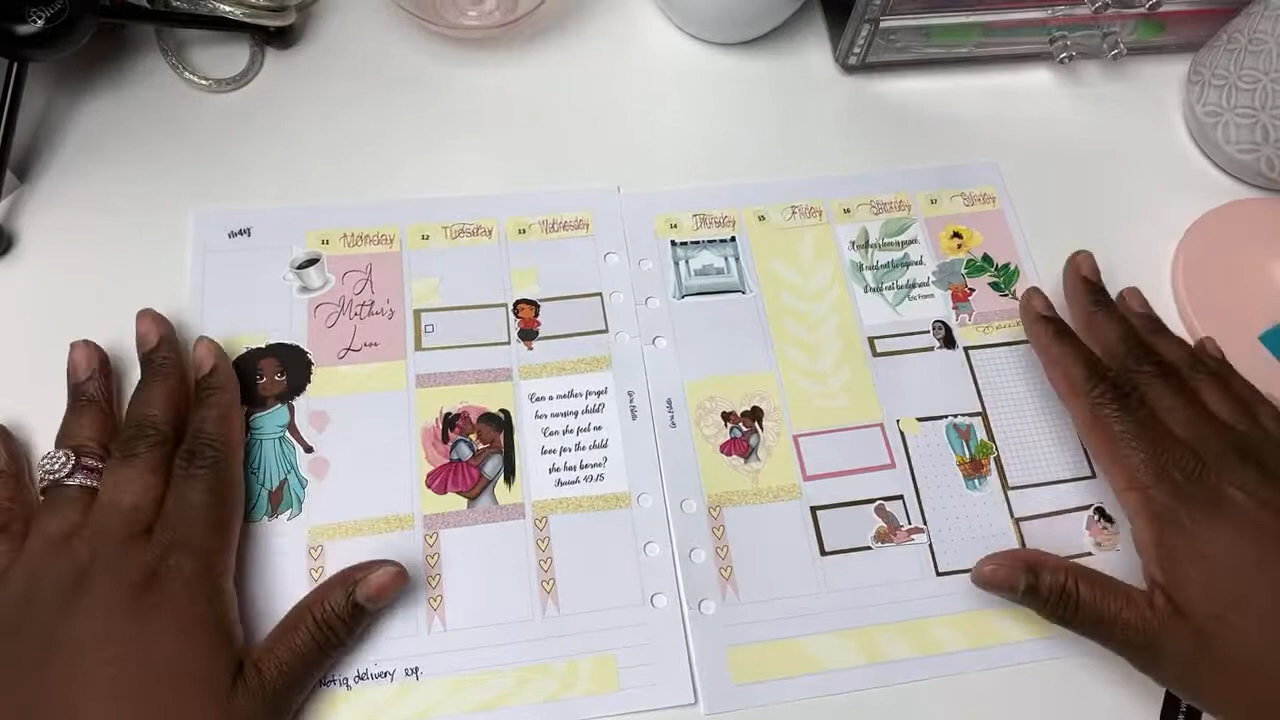 may
11 Monday
12 Tuesday
13 Wednesday
14 Thursday
15 Friday
16 Saturday
17 Sunday
A
Mother's
Love
Can a mother forget
her nursing child?
Can she feel no
love for the child
she has borne?
Isaiah 49:15
A mother's love is peace.
It need not be acquired,
it need not be deserved
Eric Fromm
Notiq delivery exp.